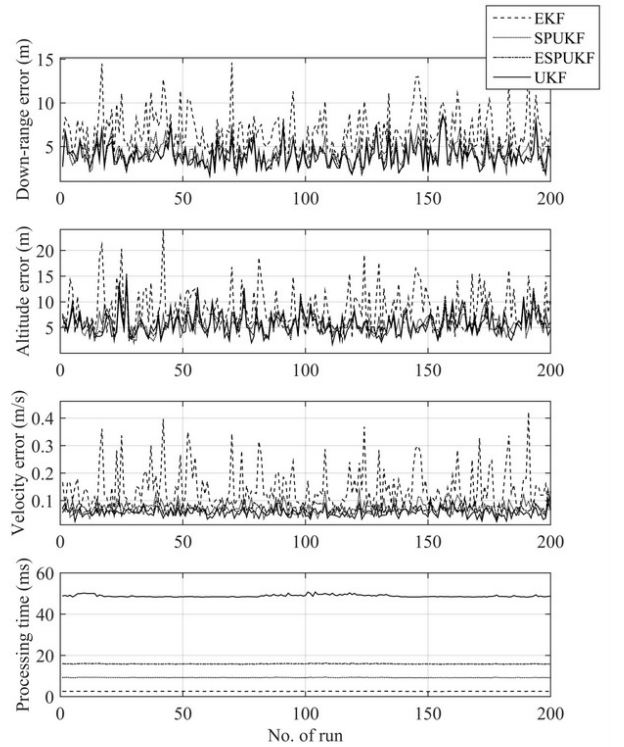 EKF
SPUKF
ESPUKF
UKF
Down-range error (m)
15
10
5
0 50 100 150 200
Altitude error (m)
20
15
10
5
0 50 100 150 200
Velocity error (m/s)
0.4
0.3
0.2
0.1
0 50 100 150 200
Processing time (ms)
60
40
20
0
0 50 100 150 200
No. of run